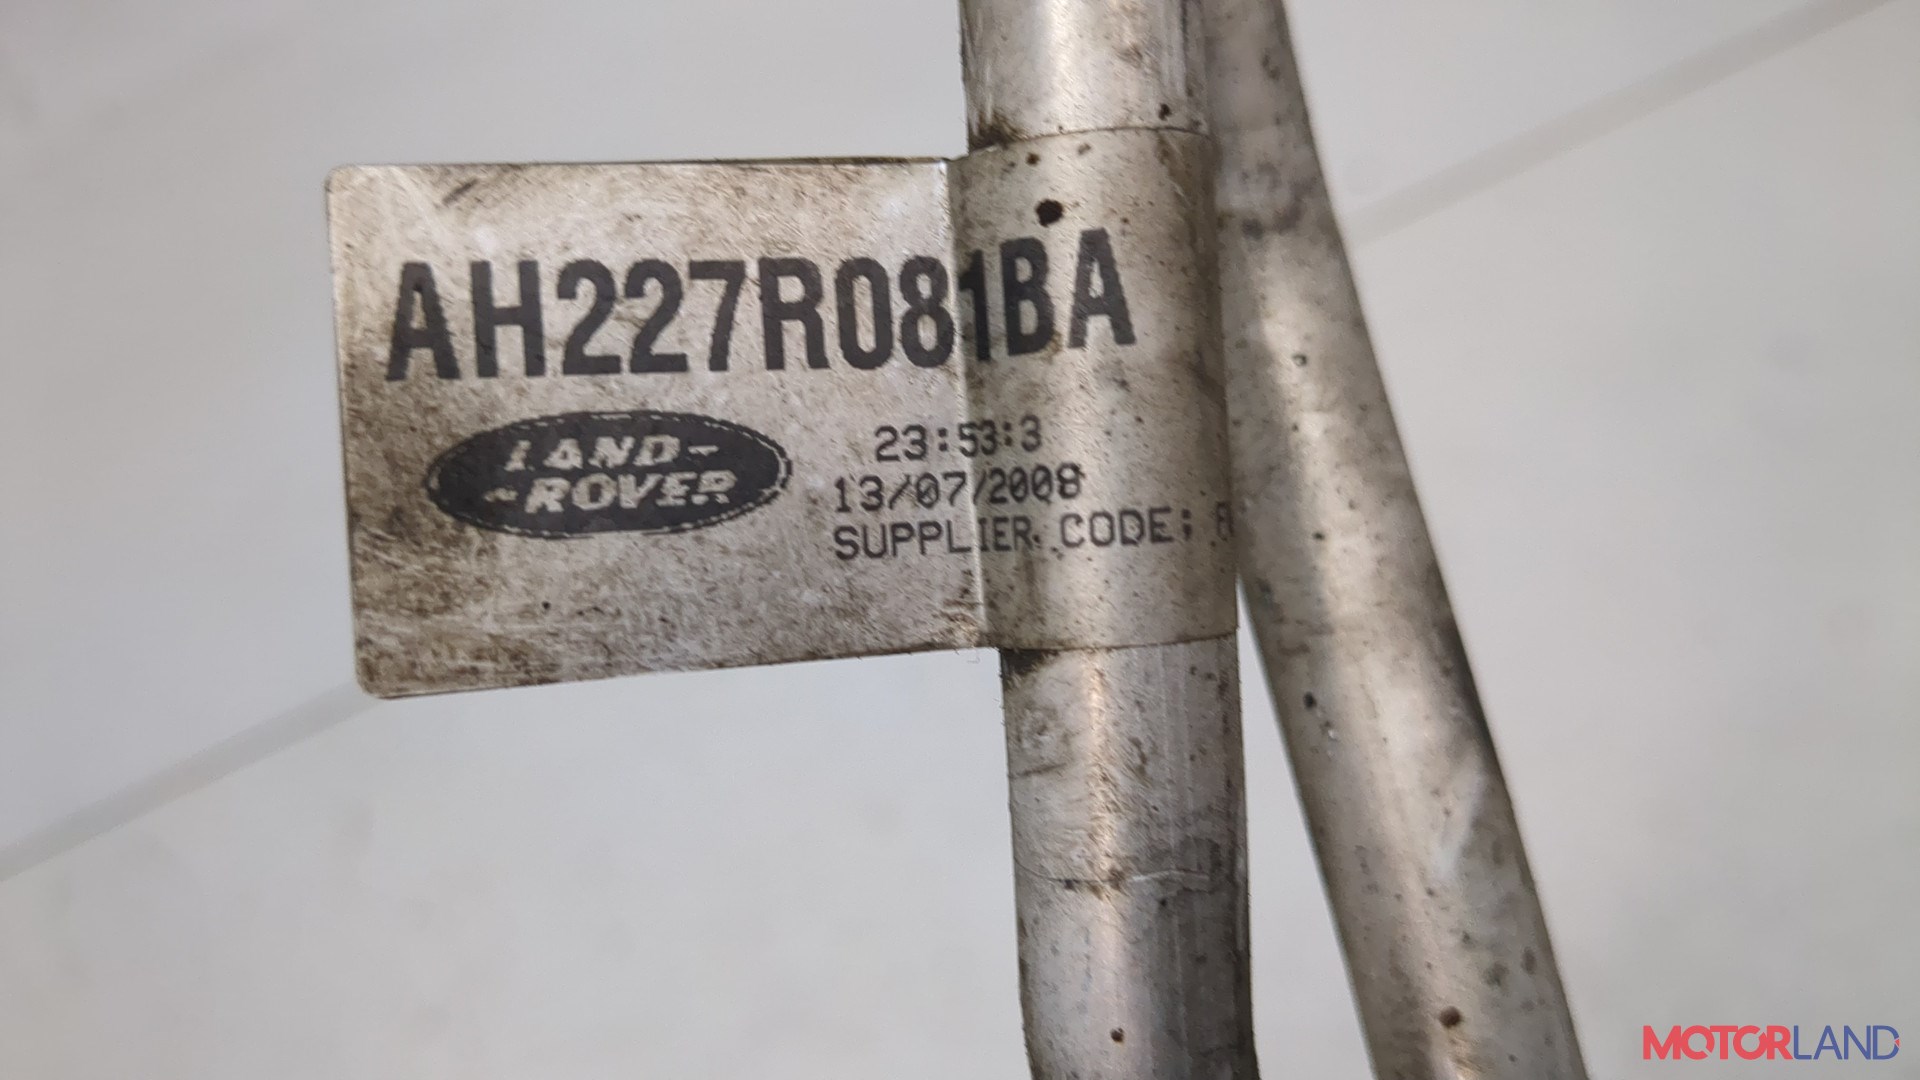 AH227R081BA
LAND-
-ROVER
23:53:3
13/07/2008
SUPPLIER CODE:
MOTORLAND